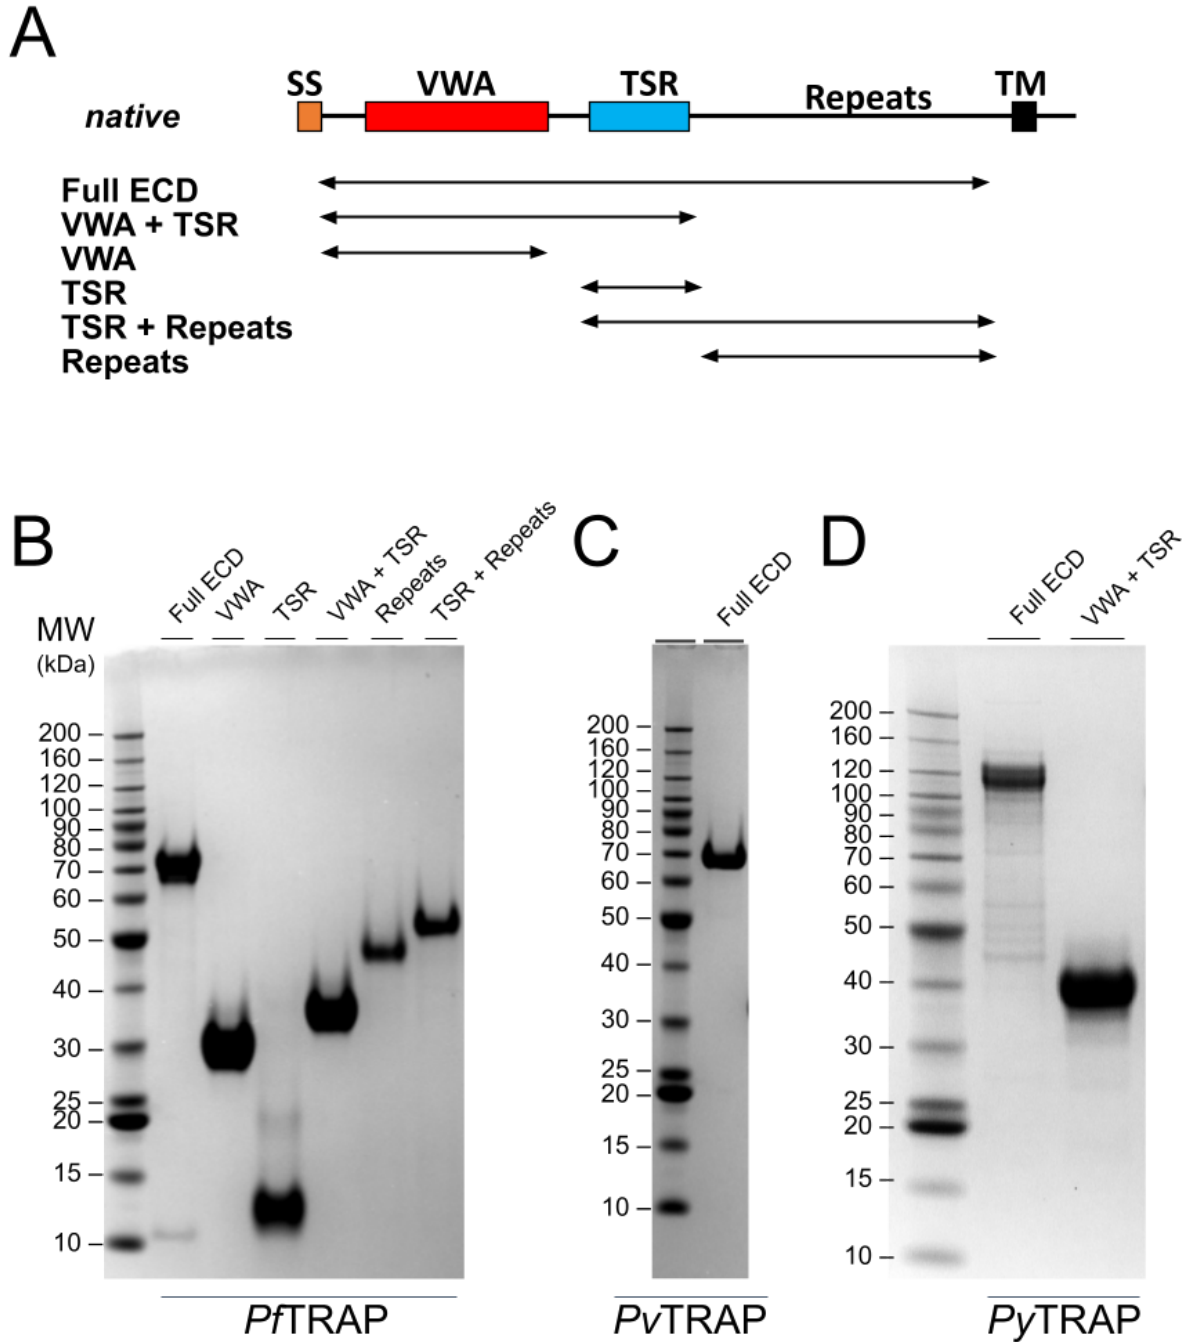 A
SS VWA TSR Repeats TM
native
Full ECD
VWA + TSR
VWA
TSR
TSR + Repeats
Repeats
B
Full ECD
VWA
TSR
VWA + TSR
Repeats
TSR + Repeats
MW
(kDa)
200
160
120
100
90
80
70
60
50
40
30
25
20
15
10
PfTRAP
C
Full ECD
200
160
120
100
90
80
70
60
50
40
30
25
20
15
10
PvTRAP
D
Full ECD
VWA + TSR
200
160
120
100
90
80
70
60
50
40
30
25
20
15
10
PyTRAP